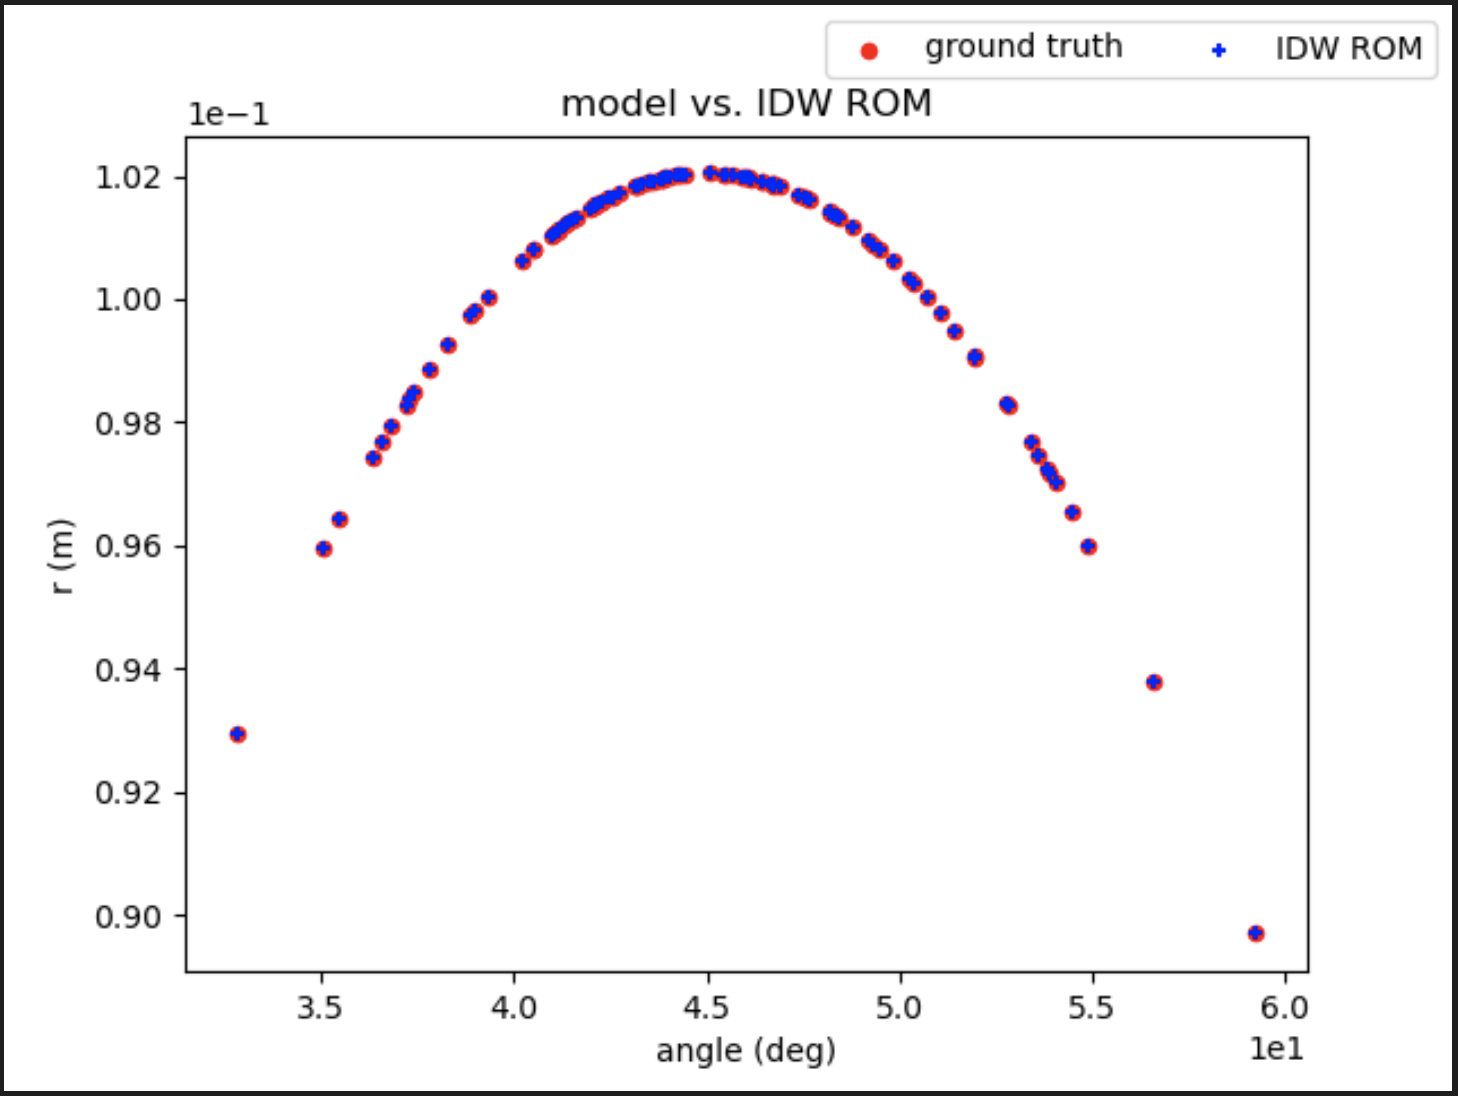 ground truth IDW ROM
model vs. IDW ROM
1e−1
1.02
1.00
0.98
0.96
0.94
0.92
0.90
r (m)
3.5 4.0 4.5 5.0 5.5 6.0
angle (deg) 1e1